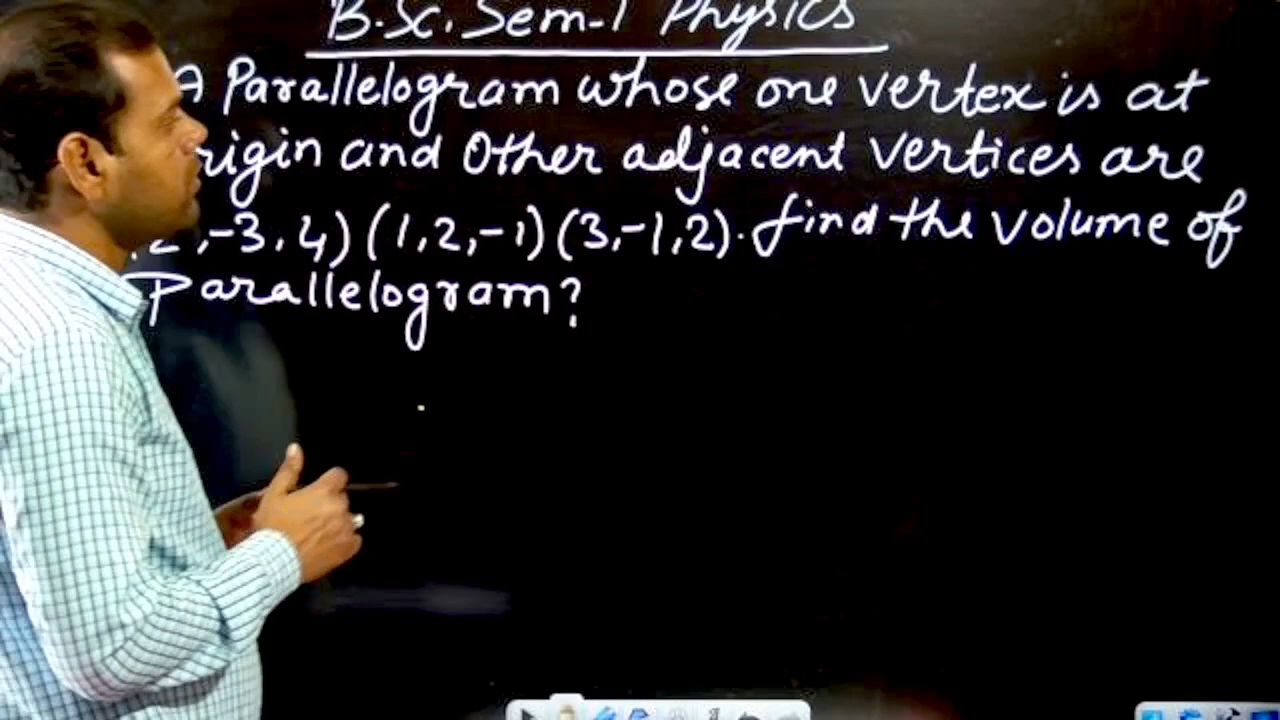 B.Sc. Sem-I Physics
A Parallelogram whose one vertex is at
rigin and Other adjacent vertices are
2,-3,4) (1,2,-1) (3,-1,2). find the volume of
Parallelogram?